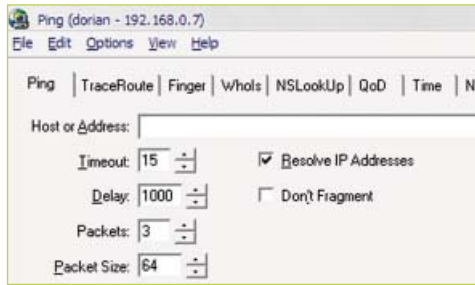 Ping (dorian - 192.168.0.7)
File Edit Options View Help
Ping TraceRoute Finger WhoIs NSLookUp QoD Time N
Host or Address:
Timeout: 15 Resolve IP Addresses
Delay: 1000 Don't Fragment
Packets: 3
Packet Size: 64